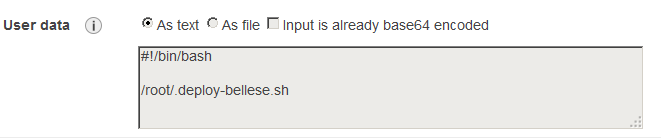 User data i As text As file Input is already base64 encoded
#!/bin/bash
/root/.deploy-bellese.sh